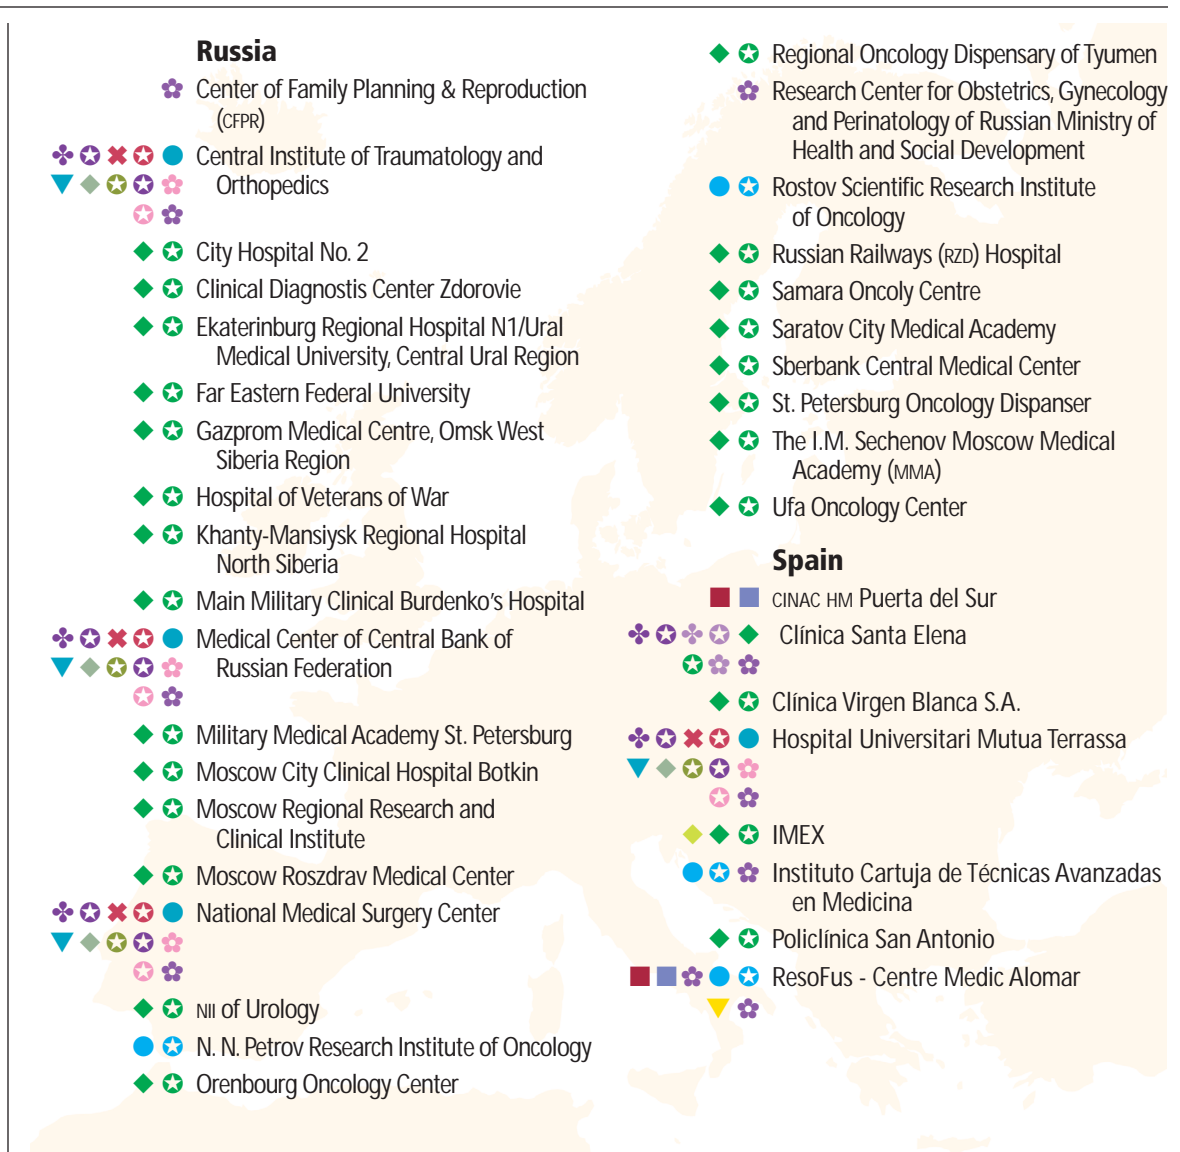 Russia
Center of Family Planning & Reproduction
(CFPR)
Central Institute of Traumatology and
Orthopedics
City Hospital No. 2
Clinical Diagnostis Center Zdorovie
Ekaterinburg Regional Hospital N1/Ural
Medical University, Central Ural Region
Far Eastern Federal University
Gazprom Medical Centre, Omsk West
Siberia Region
Hospital of Veterans of War
Khanty-Mansiysk Regional Hospital
North Siberia
Main Military Clinical Burdenko's Hospital
Medical Center of Central Bank of
Russian Federation
Military Medical Academy St. Petersburg
Moscow City Clinical Hospital Botkin
Moscow Regional Research and
Clinical Institute
Moscow Roszdrav Medical Center
National Medical Surgery Center
NII of Urology
N. N. Petrov Research Institute of Oncology
Orenbourg Oncology Center
Regional Oncology Dispensary of Tyumen
Research Center for Obstetrics, Gynecology
and Perinatology of Russian Ministry of
Health and Social Development
Rostov Scientific Research Institute
of Oncology
Russian Railways (RZD) Hospital
Samara Oncoly Centre
Saratov City Medical Academy
Sberbank Central Medical Center
St. Petersburg Oncology Dispanser
The I.M. Sechenov Moscow Medical
Academy (MMA)
Ufa Oncology Center
Spain
CINAC HM Puerta del Sur
Clínica Santa Elena
Clínica Virgen Blanca S.A.
Hospital Universitari Mutua Terrassa
IMEX
Instituto Cartuja de Técnicas Avanzadas
en Medicina
Policlínica San Antonio
ResoFus - Centre Medic Alomar